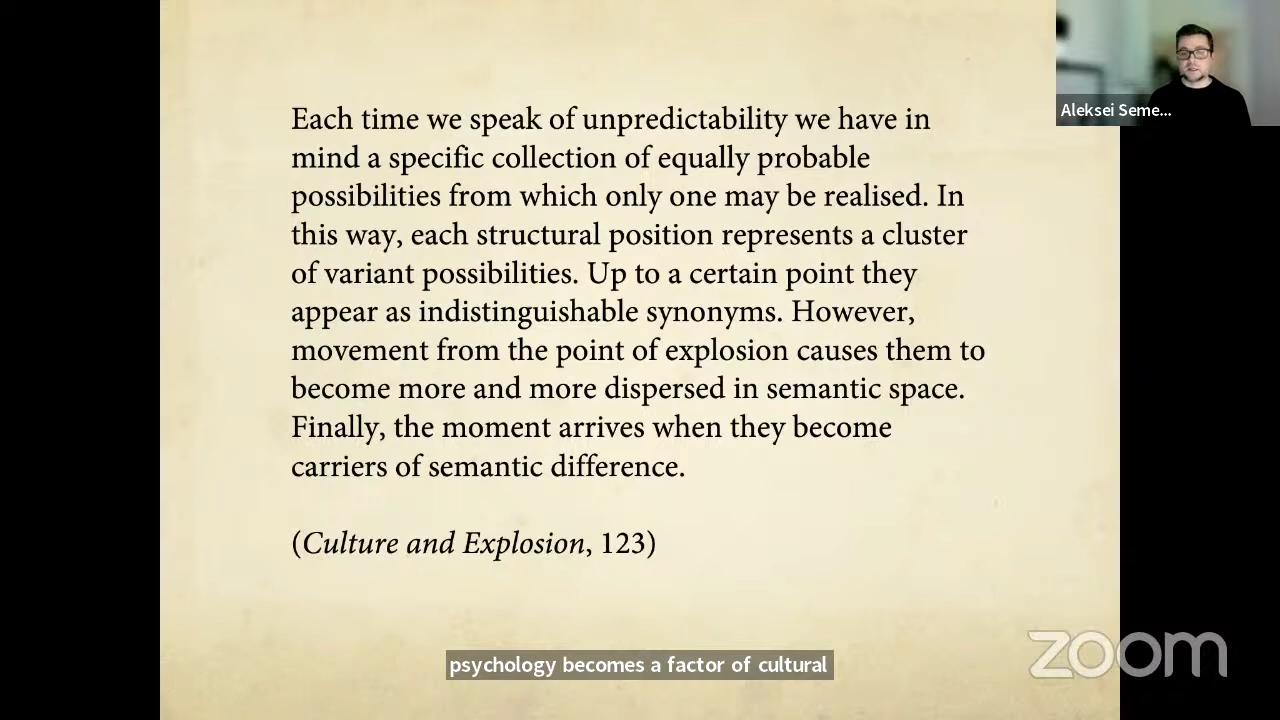 Each time we speak of unpredictability we have in
mind a specific collection of equally probable
possibilities from which only one may be realised. In
this way, each structural position represents a cluster
of variant possibilities. Up to a certain point they
appear as indistinguishable synonyms. However,
movement from the point of explosion causes them to
become more and more dispersed in semantic space.
Finally, the moment arrives when they become
carriers of semantic difference.
(Culture and Explosion, 123)
Aleksei Seme...
psychology becomes a factor of cultural
zoom